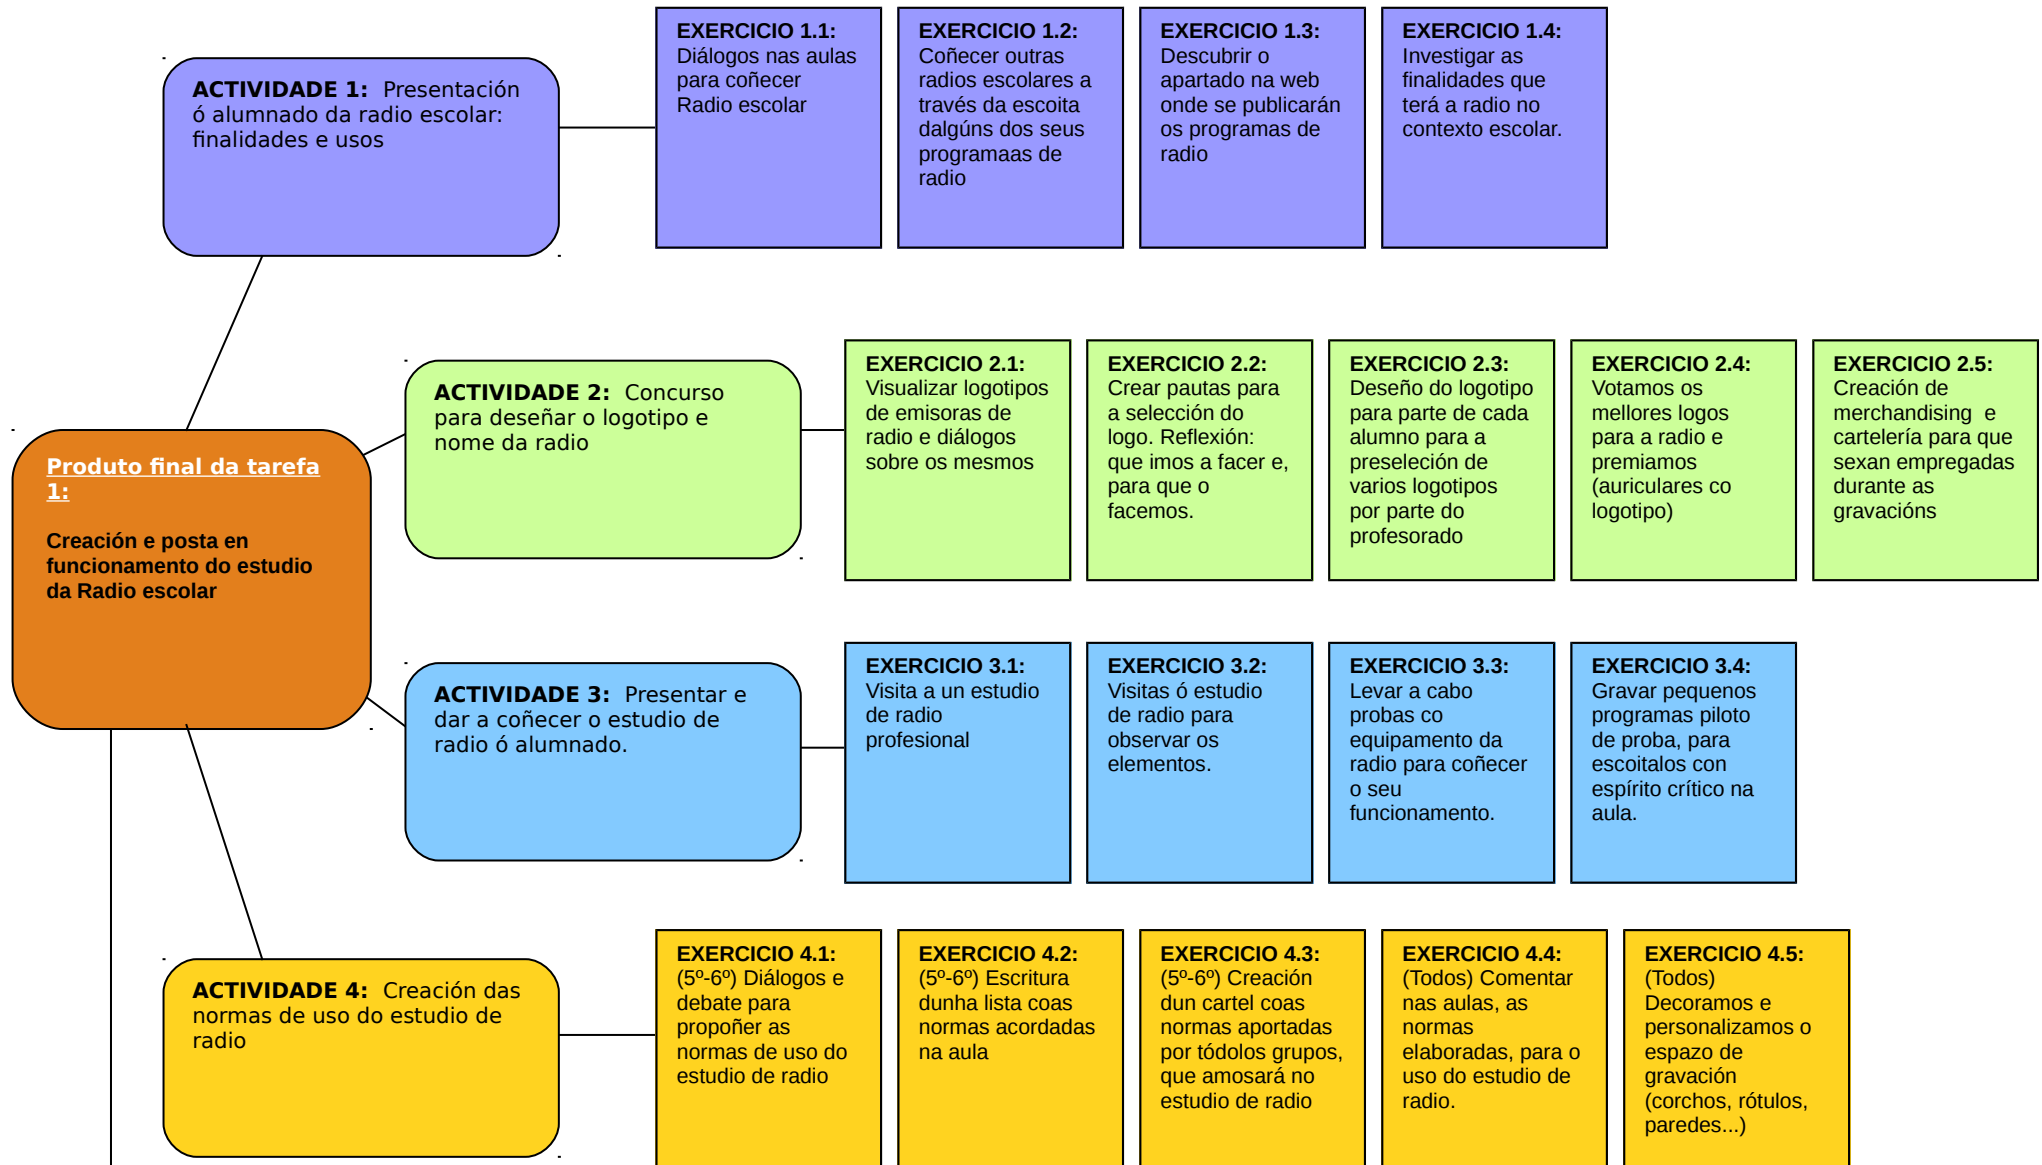 EXERCICIO 1.1:
Diálogos nas aulas
para coñecer
Radio escolar
EXERCICIO 1.2:
Coñecer outras
radios escolares a
través da escoita
dalgúns dos seus
programaas de
radio
EXERCICIO 1.3:
Descubrir o
apartado na web
onde se publicarán
os programas de
radio
EXERCICIO 1.4:
Investigar as
finalidades que
terá a radio no
contexto escolar.
ACTIVIDADE 1:  Presentación
ó alumnado da radio escolar:
finalidades e usos
ACTIVIDADE 2:  Concurso
para deseñar o logotipo e
nome da radio
EXERCICIO 2.1:
Visualizar logotipos
de emisoras de
radio e diálogos
sobre os mesmos
EXERCICIO 2.2:
Crear pautas para
a selección do
logo. Reflexión:
que imos a facer e,
para que o
facemos.
EXERCICIO 2.3:
Deseño do logotipo
para parte de cada
alumno para a
preseleción de
varios logotipos
por parte do
profesorado
EXERCICIO 2.4:
Votamos os
mellores logos
para a radio e
premiamos
(auriculares co
logotipo)
EXERCICIO 2.5:
Creación de
merchandising  e
cartelería para que
sexan empregadas
durante as
gravacións
Produto final da tarefa
1:
Creación e posta en
funcionamento do estudio
da Radio escolar
ACTIVIDADE 3:  Presentar e
dar a coñecer o estudio de
radio ó alumnado.
EXERCICIO 3.1:
Visita a un estudio
de radio
profesional
EXERCICIO 3.2:
Visitas ó estudio
de radio para
observar os
elementos.
EXERCICIO 3.3:
Levar a cabo
probas co
equipamento da
radio para coñecer
o seu
funcionamento.
EXERCICIO 3.4:
Gravar pequenos
programas piloto
de proba, para
escoitalos con
espírito crítico na
aula.
ACTIVIDADE 4:  Creación das
normas de uso do estudio de
radio
EXERCICIO 4.1:
(5º-6º) Diálogos e
debate para
propoñer as
normas de uso do
estudio de radio
EXERCICIO 4.2:
(5º-6º) Escritura
dunha lista coas
normas acordadas
na aula
EXERCICIO 4.3:
(5º-6º) Creación
dun cartel coas
normas aportadas
por tódolos grupos,
que amosará no
estudio de radio
EXERCICIO 4.4:
(Todos) Comentar
nas aulas, as
normas
elaboradas, para o
uso do estudio de
radio.
EXERCICIO 4.5:
(Todos)
Decoramos e
personalizamos o
espazo de
gravación
(corchos, rótulos,
paredes...)